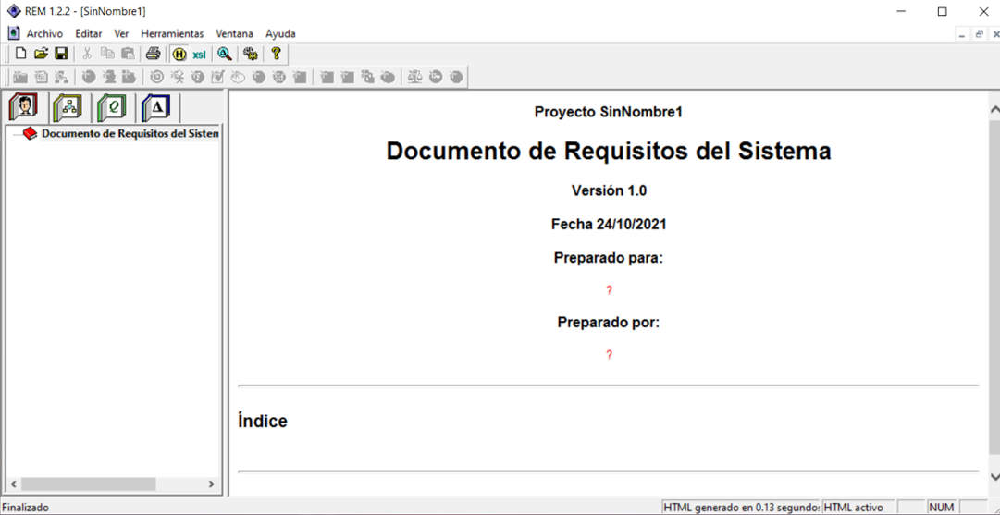 REM 1.2.2 - [SinNombre1]
Archivo Editar Ver Herramientas Ventana Ayuda
H xsl ?
Q A
Documento de Requisitos del Sisten
Proyecto SinNombre1
Documento de Requisitos del Sistema
Versión 1.0
Fecha 24/10/2021
Preparado para:
?
Preparado por:
?
Índice
Finalizado
HTML generado en 0.13 segundo: HTML activo NUM